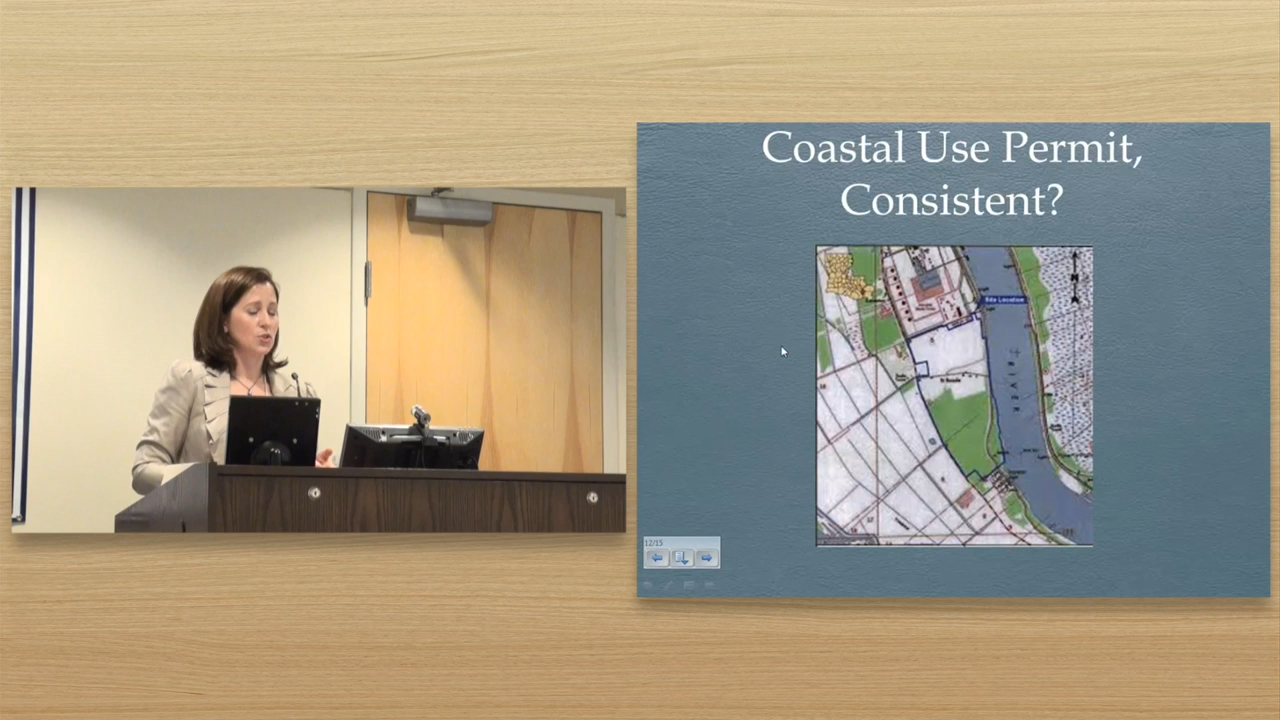 Coastal Use Permit,
Consistent?
Site Location
RIVER
12/15